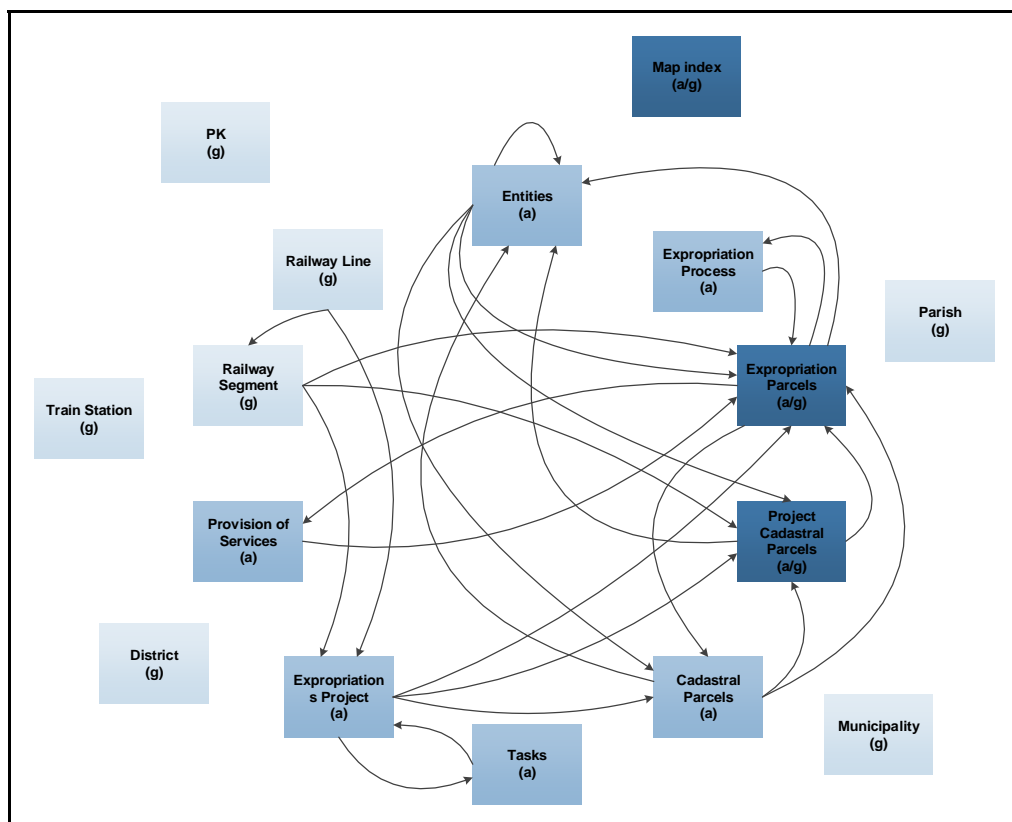 Map index
(a/g)
PK
(g)
Entities
(a)
Railway Line
(g)
Expropriation
Process
(a)
Parish
(g)
Railway
Segment
(g)
Expropriation
Parcels
(a/g)
Train Station
(g)
Provision of
Services
(a)
Project
Cadastral
Parcels
(a/g)
District
(g)
Expropriation
s Project
(a)
Cadastral
Parcels
(a)
Municipality
(g)
Tasks
(a)